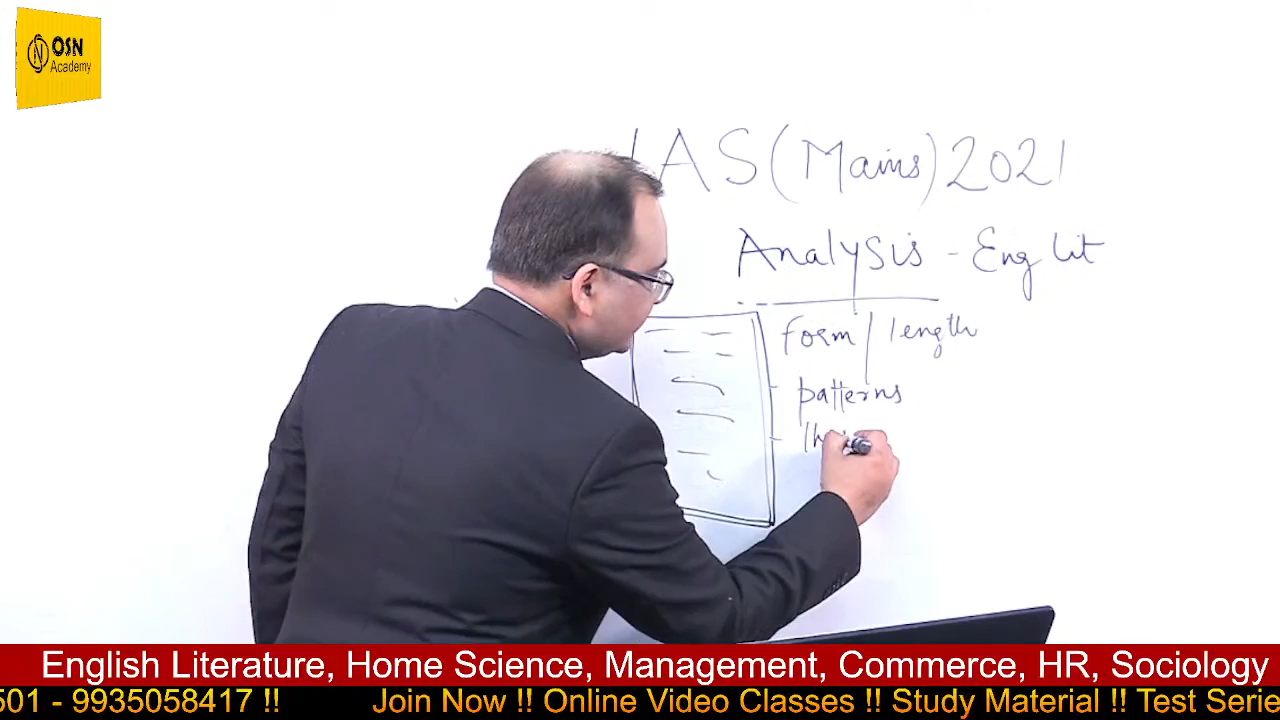 OSN
Academy
IAS (Mains) 2021
Analysis - Eng lit
form / length
patterns
English Literature, Home Science, Management, Commerce, HR, Sociology
501 - 9935058417 !! Join Now !! Online Video Classes !! Study Material !! Test Serie